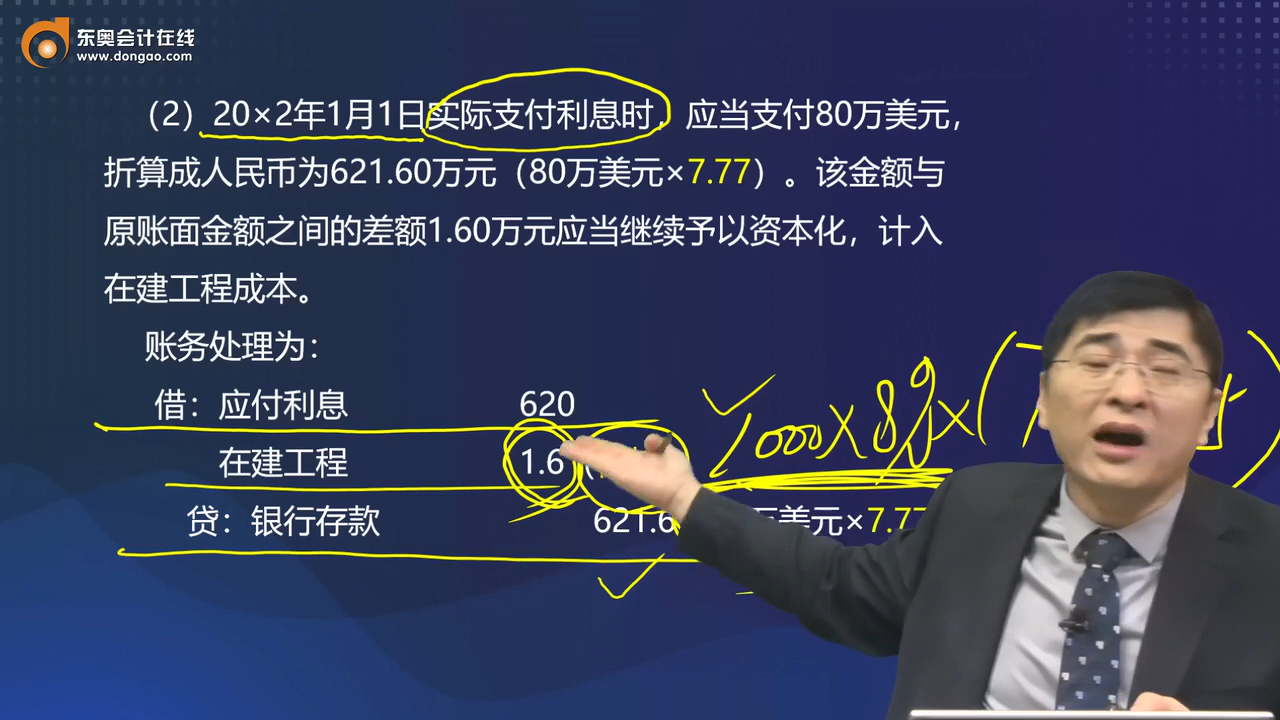 东奥会计在线
www.dongao.com
（2）20×2年1月1日实际支付利息时，应当支付80万美元，
折算成人民币为621.60万元（80万美元×7.77）。该金额与
原账面金额之间的差额1.60万元应当继续予以资本化，计入
在建工程成本。
账务处理为：
借：应付利息 620
1000×8%×(
在建工程 1.6
贷：银行存款 621.6 美元×7.77